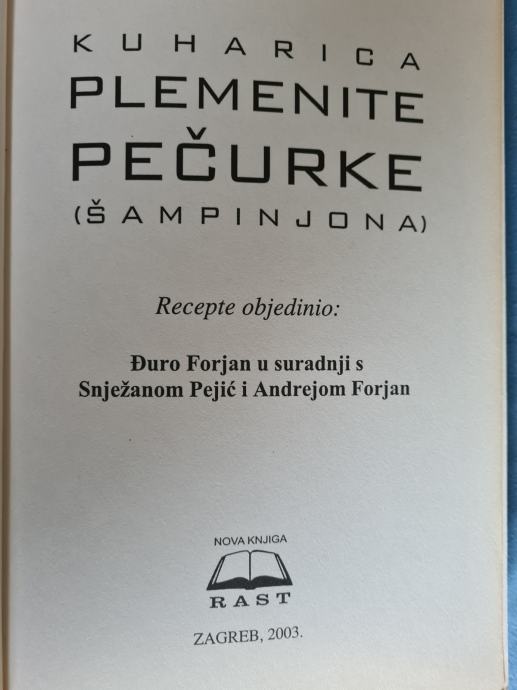 KUHARICA
PLEMENITE
PEČURKE
(ŠAMPINJONA)
Recepte objedinio:
Đuro Forjan u suradnji s
Snježanom Pejić i Andrejom Forjan
NOVA KNJIGA
RAST
ZAGREB, 2003.